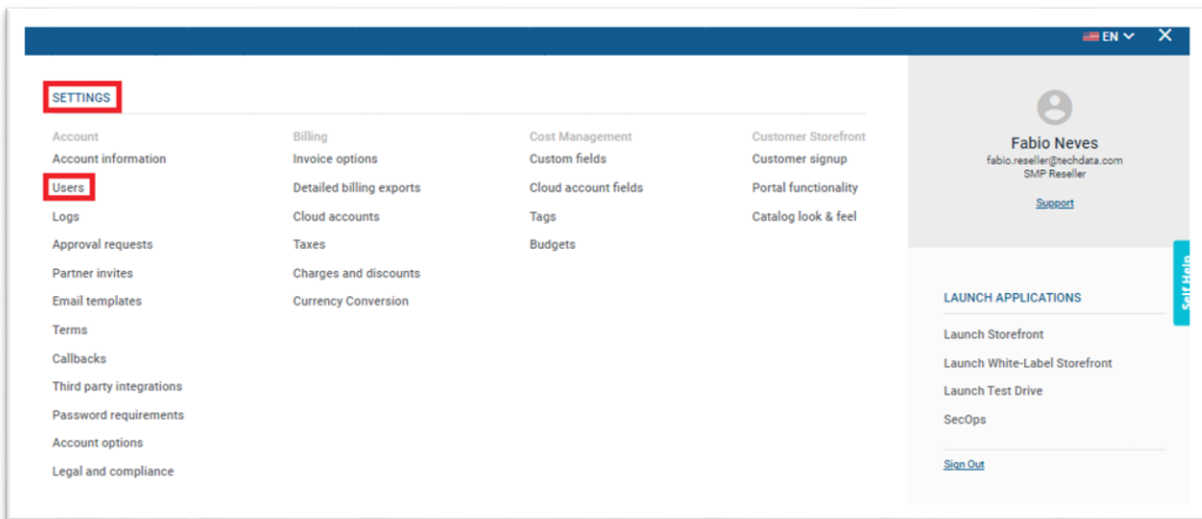 EN
SETTINGS
Account
Account information
Users
Logs
Approval requests
Partner invites
Email templates
Terms
Callbacks
Third party integrations
Password requirements
Account options
Legal and compliance
Billing
Invoice options
Detailed billing exports
Cloud accounts
Taxes
Charges and discounts
Currency Conversion
Cost Management
Custom fields
Cloud account fields
Tags
Budgets
Customer Storefront
Customer signup
Portal functionality
Catalog look & feel
Fabio Neves
fabio.reseller@techdata.com
SMP Reseller
Support
Self Help
LAUNCH APPLICATIONS
Launch Storefront
Launch White-Label Storefront
Launch Test Drive
SecOps
Sign Out